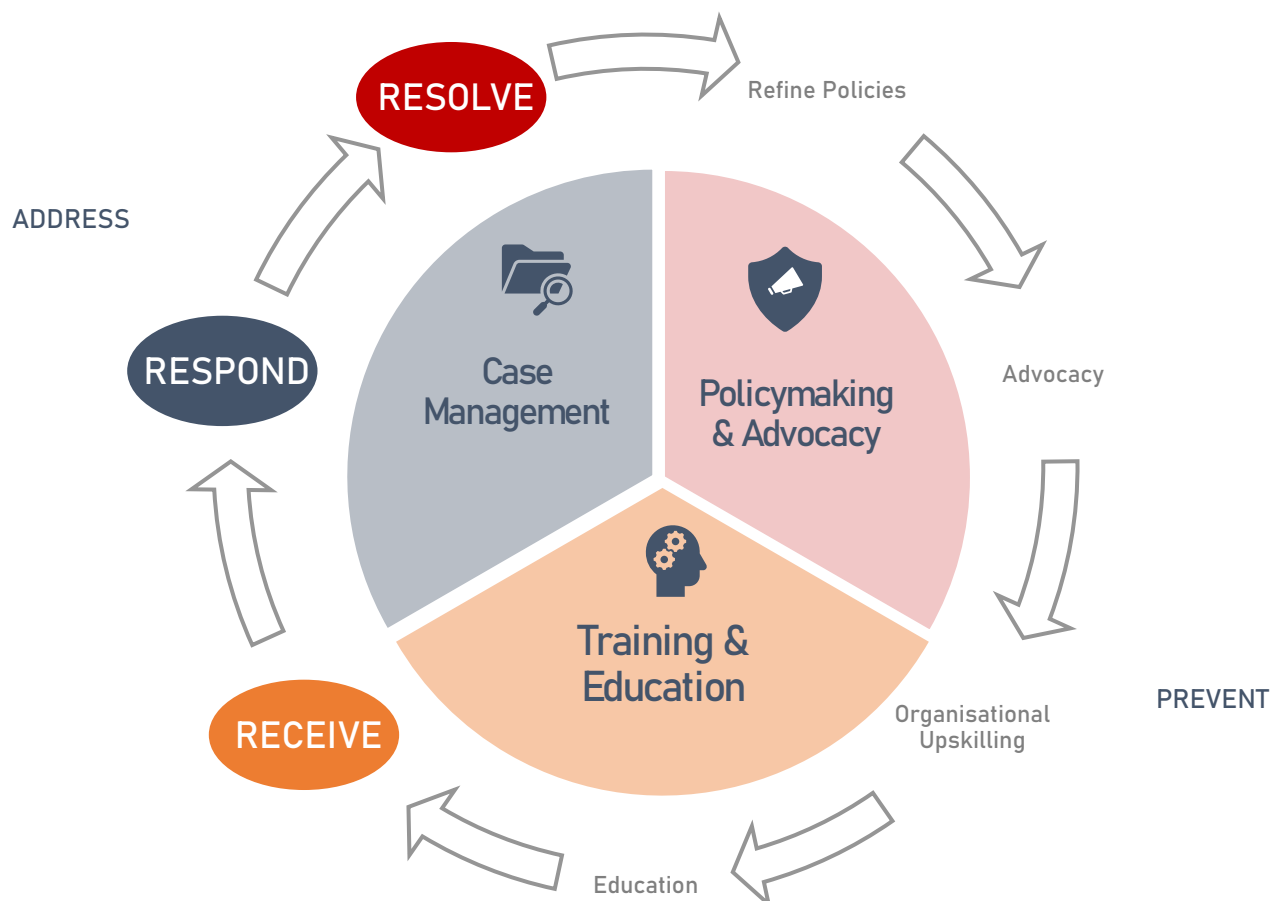 RESOLVE
Refine Policies
ADDRESS
RESPOND
Case
Management
Policymaking
& Advocacy
Advocacy
Training &
Education
RECEIVE
Organisational
Upskilling
PREVENT
Education